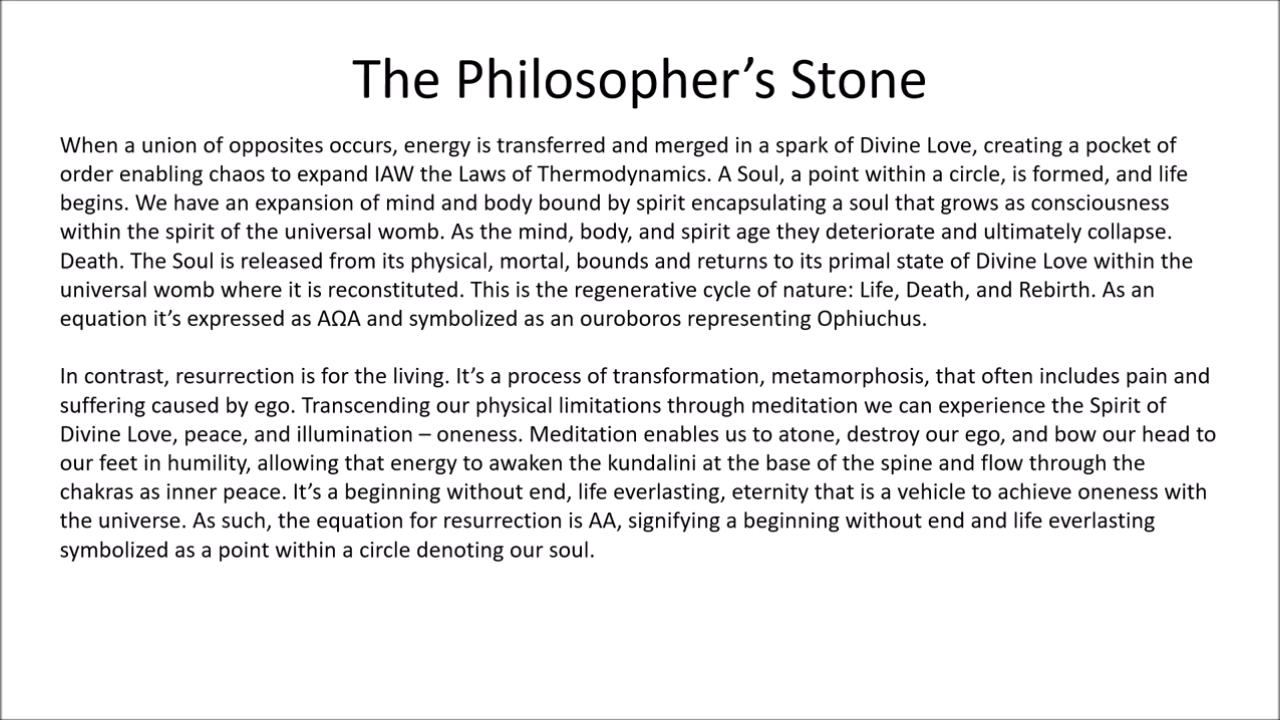 The Philosopher’s Stone
When a union of opposites occurs, energy is transferred and merged in a spark of Divine Love, creating a pocket of
order enabling chaos to expand IAW the Laws of Thermodynamics. A Soul, a point within a circle, is formed, and life
begins. We have an expansion of mind and body bound by spirit encapsulating a soul that grows as consciousness
within the spirit of the universal womb. As the mind, body, and spirit age they deteriorate and ultimately collapse.
Death. The Soul is released from its physical, mortal, bounds and returns to its primal state of Divine Love within the
universal womb where it is reconstituted. This is the regenerative cycle of nature: Life, Death, and Rebirth. As an
equation it’s expressed as AΩA and symbolized as an ouroboros representing Ophiuchus.
In contrast, resurrection is for the living. It’s a process of transformation, metamorphosis, that often includes pain and
suffering caused by ego. Transcending our physical limitations through meditation we can experience the Spirit of
Divine Love, peace, and illumination – oneness. Meditation enables us to atone, destroy our ego, and bow our head to
our feet in humility, allowing that energy to awaken the kundalini at the base of the spine and flow through the
chakras as inner peace. It’s a beginning without end, life everlasting, eternity that is a vehicle to achieve oneness with
the universe. As such, the equation for resurrection is AA, signifying a beginning without end and life everlasting
symbolized as a point within a circle denoting our soul.